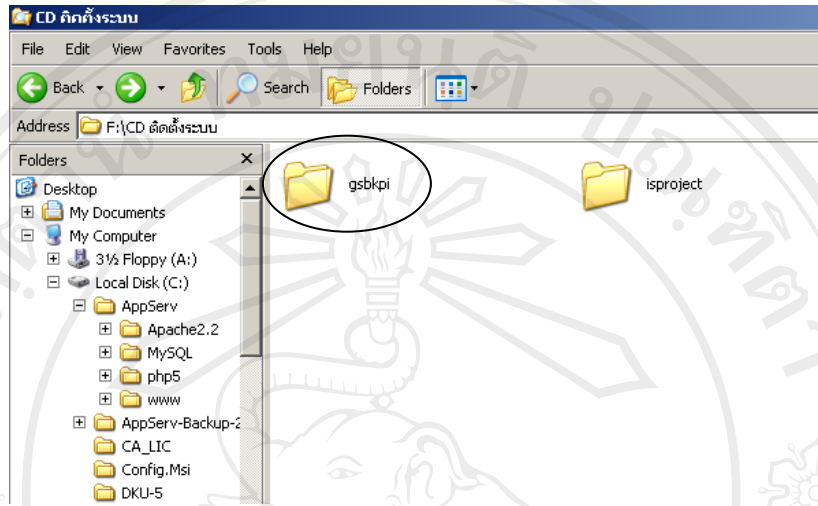 CD ติดตั้งระบบ
File Edit View Favorites Tools Help
Back Search Folders
Address F:\CD ติดตั้งระบบ
Folders X
Desktop
My Documents
My Computer
3½ Floppy (A:)
Local Disk (C:)
AppServ
Apache2.2
MySQL
php5
www
AppServ-Backup-2
CA_LIC
Config.Msi
DKU-5
gsbkpi
isproject